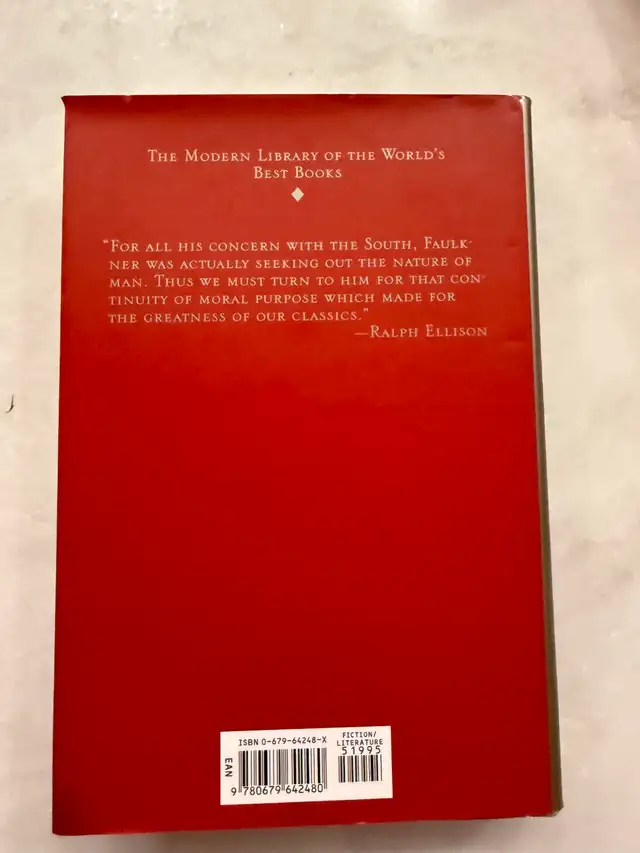 THE MODERN LIBRARY OF THE WORLD'S
BEST BOOKS
"FOR ALL HIS CONCERN WITH THE SOUTH, FAULK-
NER WAS ACTUALLY SEEKING OUT THE NATURE OF
MAN. THUS WE MUST TURN TO HIM FOR THAT CON-
TINUITY OF MORAL PURPOSE WHICH MADE FOR
THE GREATNESS OF OUR CLASSICS."
—RALPH ELLISON
ISBN 0-679-64248-X
FICTION/
LITERATURE
51995
EAN
9 780679 642480